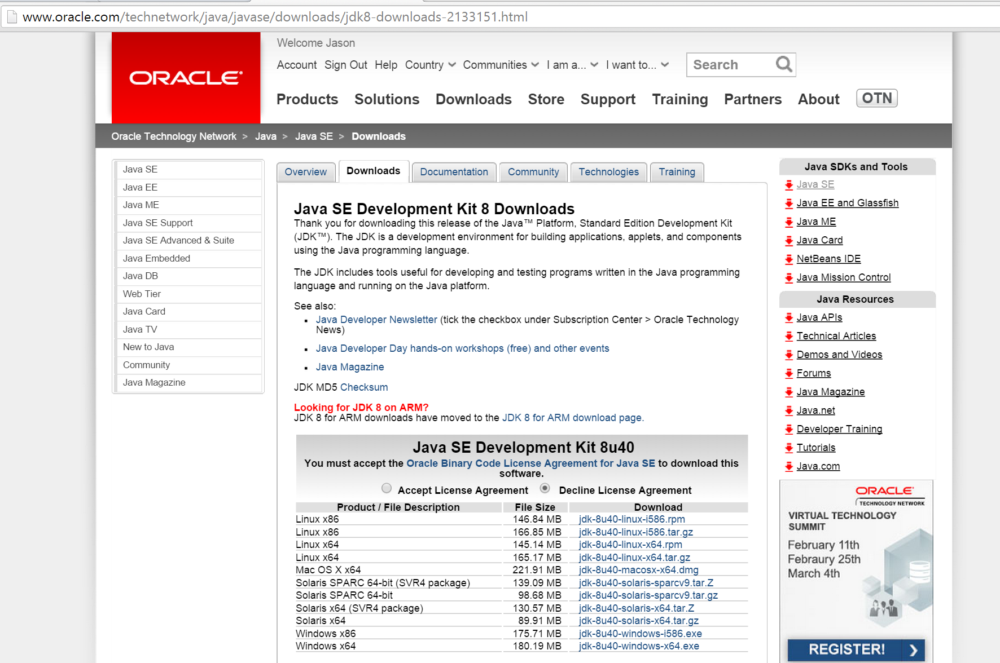 www.oracle.com/technetwork/java/javase/downloads/jdk8-downloads-2133151.html
ORACLE
Welcome Jason
Account Sign Out Help Country Communities I am a... I want to... Search
Products Solutions Downloads Store Support Training Partners About OTN
Oracle Technology Network > Java > Java SE > Downloads
Java SE
Java EE
Java ME
Java SE Support
Java SE Advanced & Suite
Java Embedded
Java DB
Web Tier
Java Card
Java TV
New to Java
Community
Java Magazine
Overview Downloads Documentation Community Technologies Training
Java SE Development Kit 8 Downloads
Thank you for downloading this release of the Java™ Platform, Standard Edition Development Kit
(JDK™). The JDK is a development environment for building applications, applets, and components
using the Java programming language.
The JDK includes tools useful for developing and testing programs written in the Java programming
language and running on the Java platform.
See also:
Java Developer Newsletter (tick the checkbox under Subscription Center > Oracle Technology
News)
Java Developer Day hands-on workshops (free) and other events
Java Magazine
JDK MD5 Checksum
Looking for JDK 8 on ARM?
JDK 8 for ARM downloads have moved to the JDK 8 for ARM download page.
Java SE Development Kit 8u40
You must accept the Oracle Binary Code License Agreement for Java SE to download this
software.
Accept License Agreement Decline License Agreement
Product / File Description File Size Download
Linux x86 146.84 MB jdk-8u40-linux-i586.rpm
Linux x86 166.85 MB jdk-8u40-linux-i586.tar.gz
Linux x64 145.14 MB jdk-8u40-linux-x64.rpm
Linux x64 165.17 MB jdk-8u40-linux-x64.tar.gz
Mac OS X x64 221.91 MB jdk-8u40-macosx-x64.dmg
Solaris SPARC 64-bit (SVR4 package) 139.09 MB jdk-8u40-solaris-sparcv9.tar.Z
Solaris SPARC 64-bit 98.68 MB jdk-8u40-solaris-sparcv9.tar.gz
Solaris x64 (SVR4 package) 130.57 MB jdk-8u40-solaris-x64.tar.Z
Solaris x64 89.91 MB jdk-8u40-solaris-x64.tar.gz
Windows x86 175.71 MB jdk-8u40-windows-i586.exe
Windows x64 180.19 MB jdk-8u40-windows-x64.exe
Java SDKs and Tools
Java SE
Java EE and Glassfish
Java ME
Java Card
NetBeans IDE
Java Mission Control
Java Resources
Java APIs
Technical Articles
Demos and Videos
Forums
Java Magazine
Java.net
Developer Training
Tutorials
Java.com
ORACLE
TECHNOLOGY NETWORK
VIRTUAL TECHNOLOGY
SUMMIT
February 11th
Febraury 25th
March 4th
REGISTER!